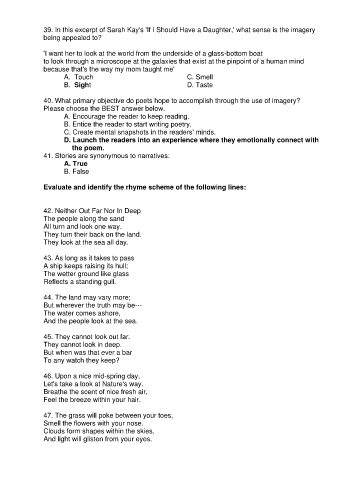 39. In this excerpt of Sarah Kay's 'If I Should Have a Daughter,' what sense is the imagery
being appealed to?
'I want her to look at the world from the underside of a glass-bottom boat
to look through a microscope at the galaxies that exist at the pinpoint of a human mind
because that's the way my mom taught me'
A. Touch C. Smell
B. Sight D. Taste
40. What primary objective do poets hope to accomplish through the use of imagery?
Please choose the BEST answer below.
A. Encourage the reader to keep reading.
B. Entice the reader to start writing poetry.
C. Create mental snapshots in the readers' minds.
D. Launch the readers into an experience where they emotionally connect with
the poem.
41. Stories are synonymous to narratives:
A. True
B. False
Evaluate and identify the rhyme scheme of the following lines:
42. Neither Out Far Nor In Deep
The people along the sand
All turn and look one way.
They turn their back on the land.
They look at the sea all day.
43. As long as it takes to pass
A ship keeps raising its hull;
The wetter ground like glass
Reflects a standing gull.
44. The land may vary more;
But wherever the truth may be---
The water comes ashore,
And the people look at the sea.
45. They cannot look out far.
They cannot look in deep.
But when was that ever a bar
To any watch they keep?
46. Upon a nice mid-spring day,
Let's take a look at Nature's way.
Breathe the scent of nice fresh air,
Feel the breeze within your hair.
47. The grass will poke between your toes,
Smell the flowers with your nose.
Clouds form shapes within the skies,
And light will glisten from your eyes.